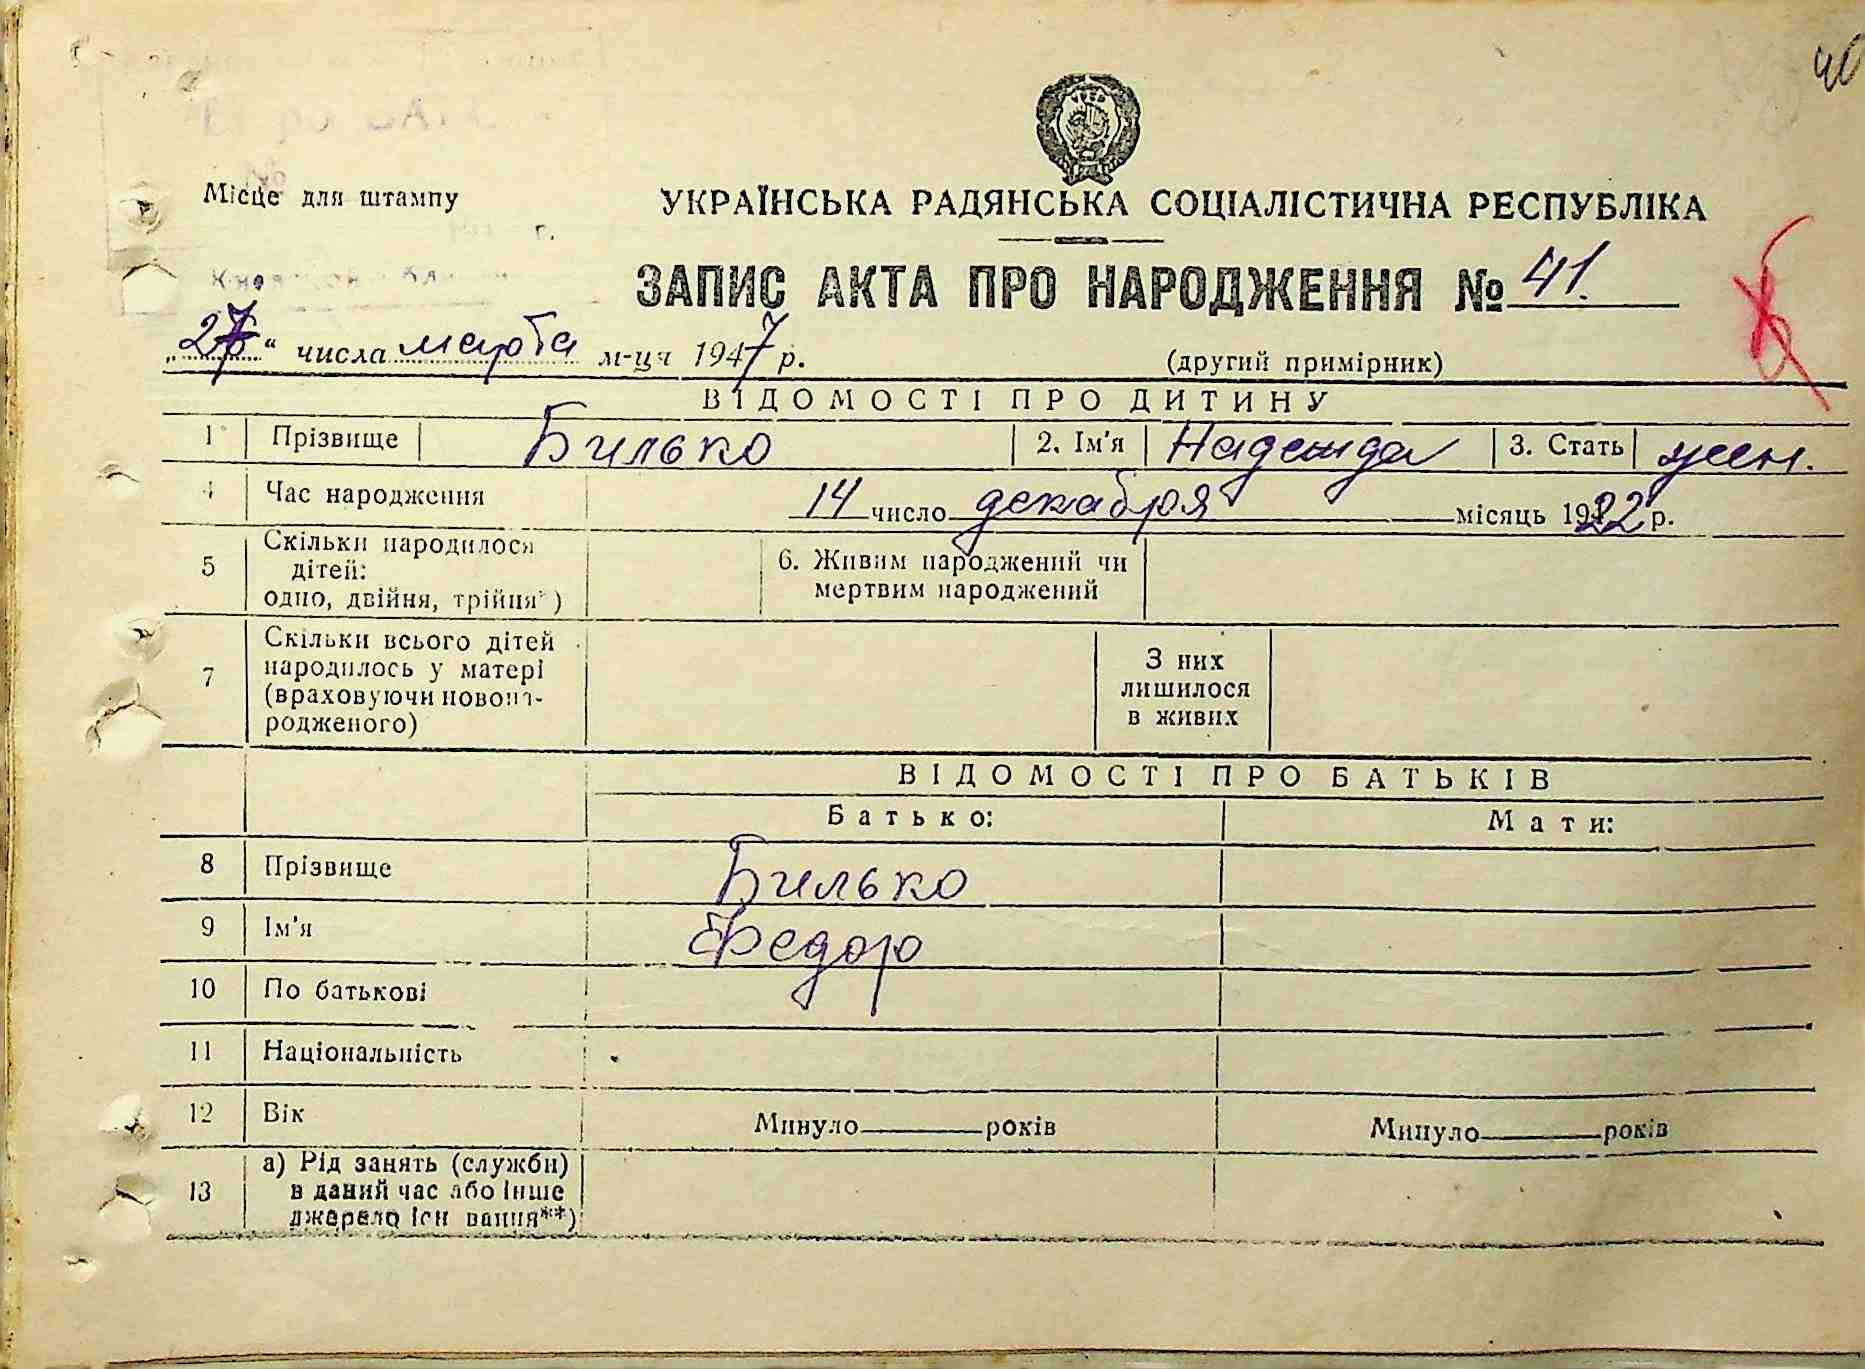 40
Місце для штампу
УКРАЇНСЬКА РАДЯНСЬКА СОЦІАЛІСТИЧНА РЕСПУБЛІКА
ЗАПИС АКТА ПРО НАРОДЖЕННЯ № 41.
„27“ числа марта м-ця 1947 р.
(другий примірник)
ВІДОМОСТІ ПРО ДИТИНУ
1 Прізвище Билько 2. Ім'я Надежда 3. Стать жен.
4 Час народження 14 число декабря місяць 1922 р.
5 Скільки народилося дітей: одно, двійня, трійня*)
6. Живим народжений чи мертвим народжений
7 Скільки всього дітей народилось у матері (враховуючи новона-родженого)
З них лишилося в живих
ВІДОМОСТІ ПРО БАТЬКІВ
Батько: Мати:
8 Прізвище Билько
9 Ім'я Федор
10 По батькові
11 Національність
12 Вік Минуло роківМинуло років
13 а) Рід занять (служби) в даний час або інше джерело існування**)